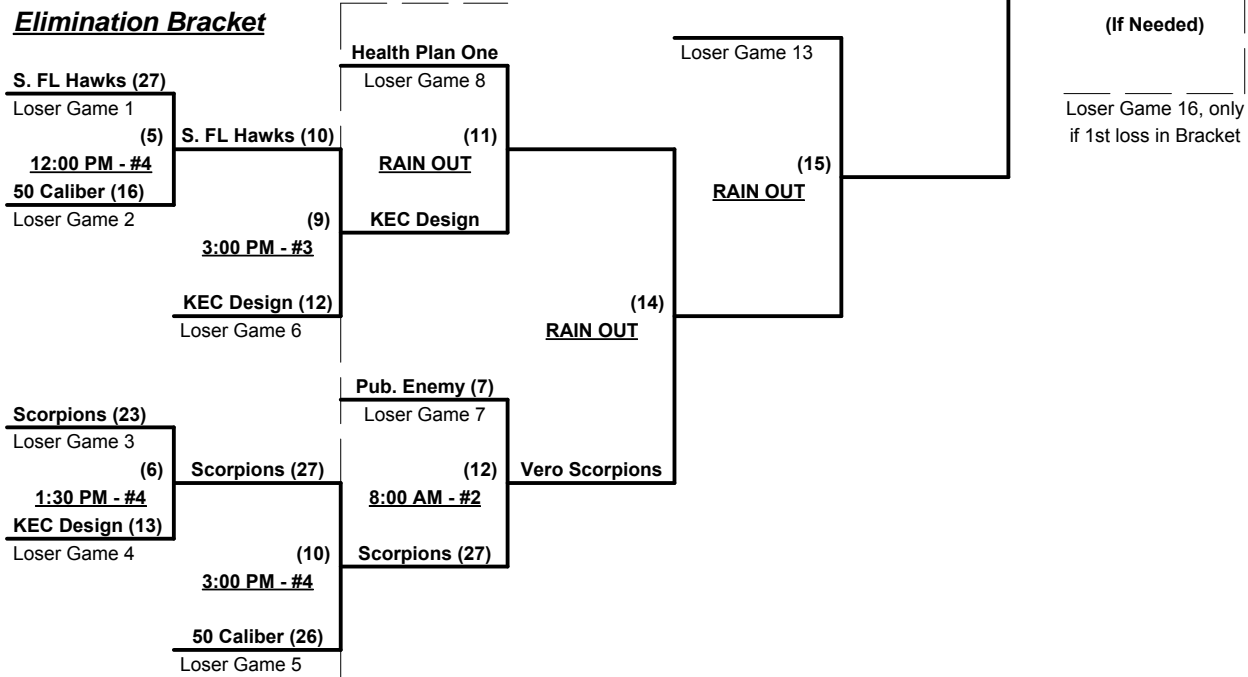 Elimination Bracket
(If Needed)
Health Plan One
Loser Game 13
Loser Game 8
S. FL Hawks (27)
Loser Game 1
Loser Game 16, only
if 1st loss in Bracket
(5)
S. FL Hawks (10)
(11)
12:00 PM - #4
RAIN OUT
(15)
50 Caliber (16)
RAIN OUT
Loser Game 2
(9)
KEC Design
3:00 PM - #3
KEC Design (12)
(14)
Loser Game 6
RAIN OUT
Pub. Enemy (7)
Loser Game 7
Scorpions (23)
Loser Game 3
(6)
Scorpions (27)
(12)
Vero Scorpions
1:30 PM - #4
8:00 AM - #2
KEC Design (13)
Loser Game 4
(10)
Scorpions (27)
3:00 PM - #4
50 Caliber (26)
Loser Game 5